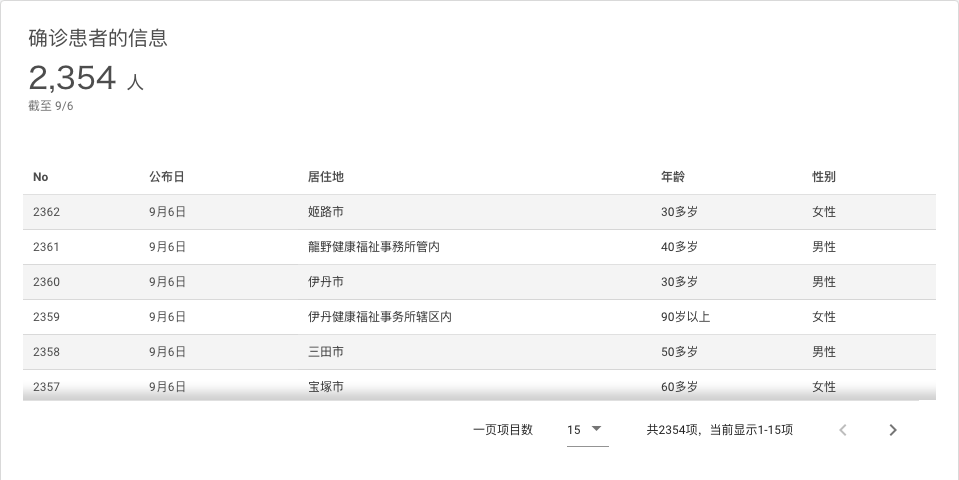 确诊患者的信息
2,354 人
截至 9/6
No 公布日 居住地 年龄 性别
2362 9月6日 姬路市 30多岁 女性
2361 9月6日 龍野健康福祉事務所管内 40多岁 男性
2360 9月6日 伊丹市 30多岁 男性
2359 9月6日 伊丹健康福祉事务所辖区内 90岁以上 女性
2358 9月6日 三田市 50多岁 男性
2357 9月6日 宝塚市 60多岁 女性
一页项目数 15 共2354项，当前显示1-15项